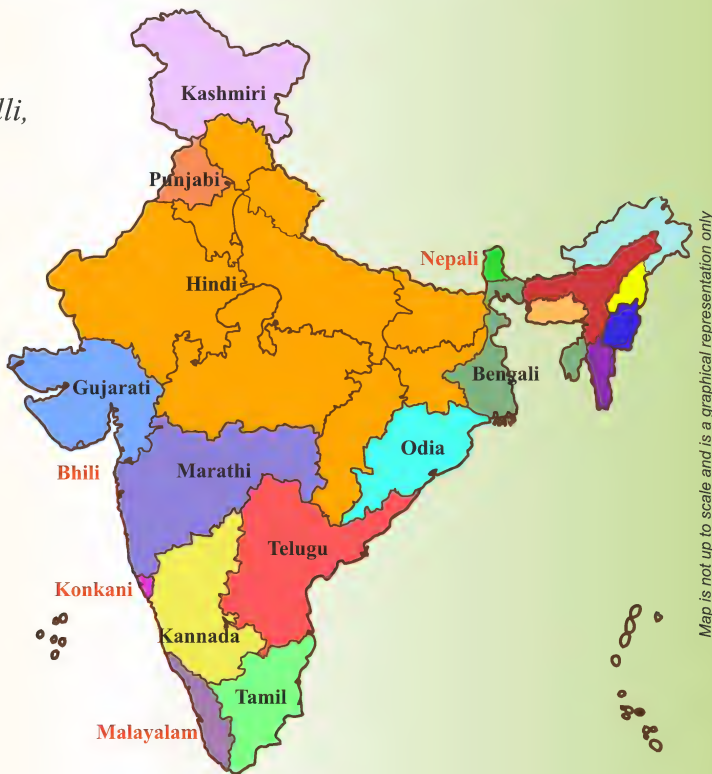 lli,
Kashmiri
Punjabi
Nepali
Hindi
Bengali
Gujarati
Odia
Bhili
Marathi
Telugu
Konkani
Kannada
Tamil
Malayalam
Map is not up to scale and is a graphical representation only